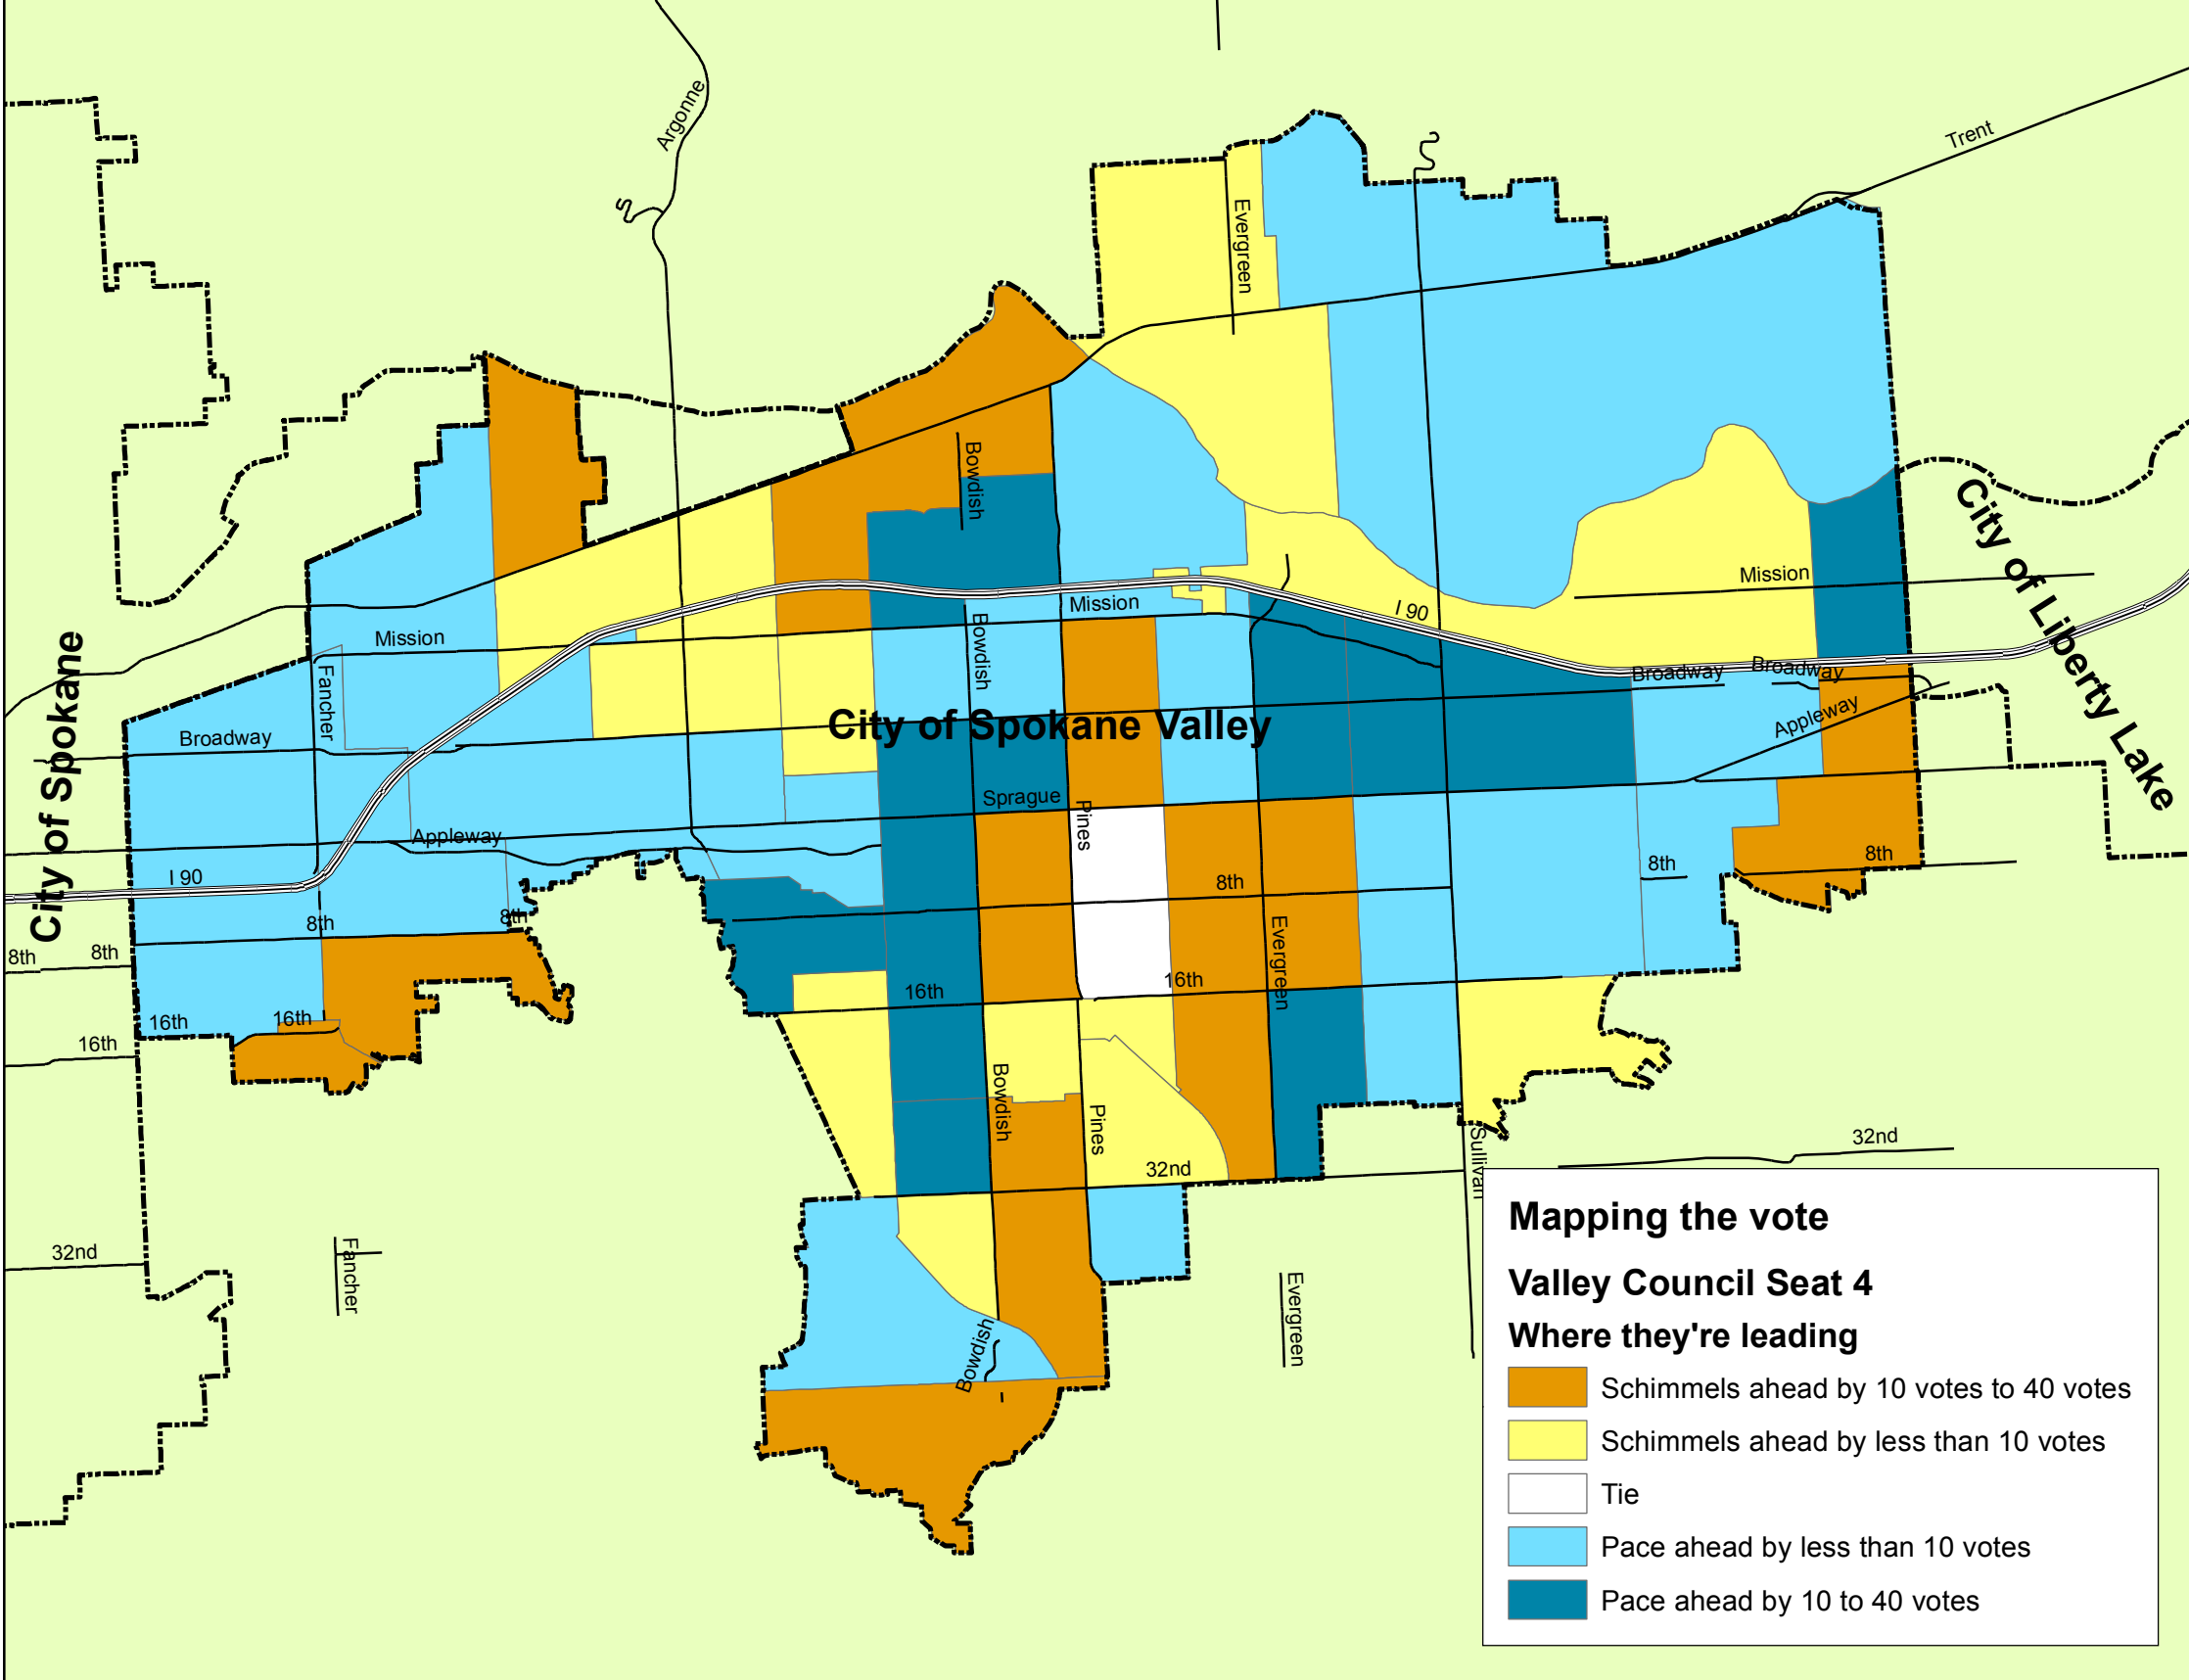 Argonne
Trent
Evergreen
Bowdish
City of Liberty Lake
Mission
Mission
I 90
Mission
Fancher
Bowdish
Broadway
Broadway
City of Spokane
Broadway
City of Spokane Valley
Appleway
Sprague
Pines
Appleway
I 90
8th
8th
8th
8th
8th
8th
8th
Evergreen
16th
16th
16th
16th
16th
Bowdish
Pines
Sullivan
32nd
32nd
32nd
Fancher
Evergreen
Bowdish
Mapping the vote
Valley Council Seat 4
Where they're leading
Schimmels ahead by 10 votes to 40 votes
Schimmels ahead by less than 10 votes
Tie
Pace ahead by less than 10 votes
Pace ahead by 10 to 40 votes